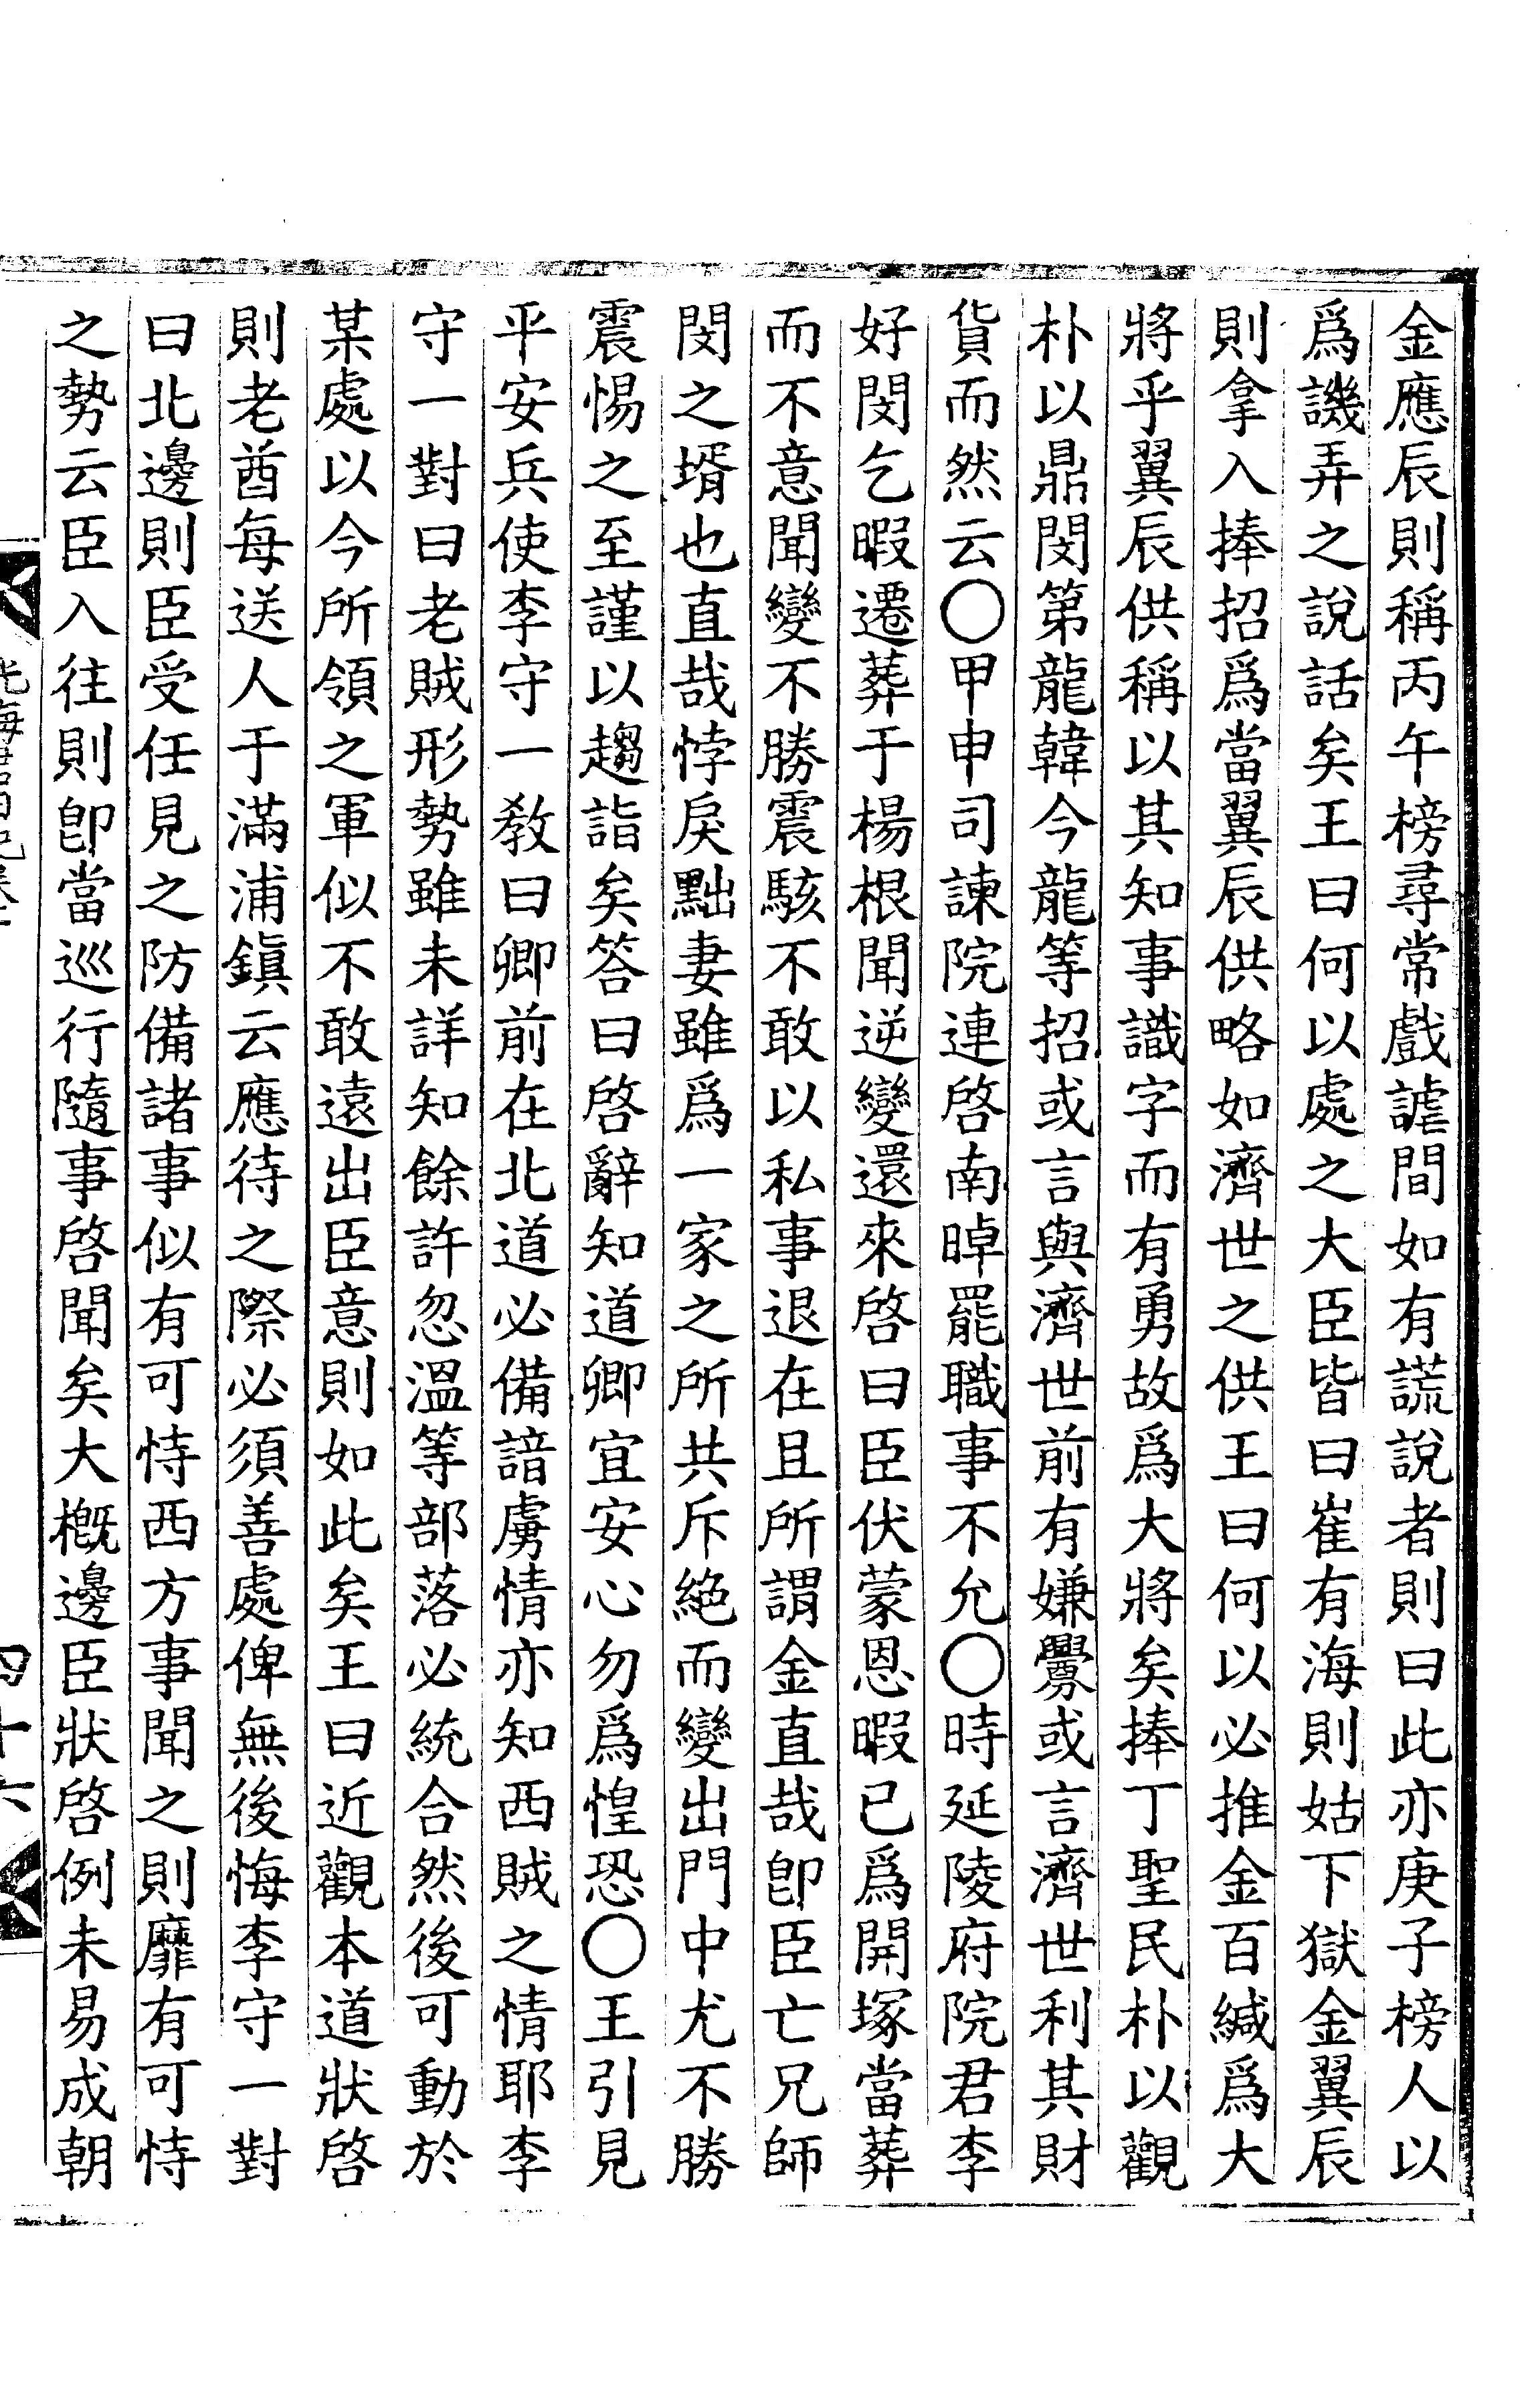 金應辰則稱丙午榜尋常戲謔間如有謊說者則曰此亦庚子榜人以
爲譏弄之說話矣王曰何以處之大臣皆曰崔有海則姑下獄金翼辰
則拿入捧招爲當翼辰供略如濟世之供王曰何以必推金百緘爲大
將乎翼辰供稱以其知事識字而有勇故爲大將矣捧丁聖民朴以觀
朴以鼎閔第龍韓今龍等招或言與濟世前有嫌釁或言濟世利其財
貨而然云○甲申司諫院連啓南晫罷職事不允○時延陵府院君李
好閔乞暇遷葬于楊根聞逆變還來啓曰臣伏蒙恩暇已爲開塚當葬
而不意聞變不勝震駭不敢以私事退在且所謂金直哉卽臣亡兄師
閔之壻也直哉悖戾黜妻雖爲一家之所共斥絶而變出門中尤不勝
震惕之至謹以趨詣矣答曰啓辭知道卿宜安心勿爲惶恐○王引見
平安兵使李守一敎曰卿前在北道必備諳虜情亦知西賊之情耶李
守一對曰老賊形勢雖未詳知餘許忽溫等部落必統合然後可動於
某處以今所領之軍似不敢遠出臣意則如此矣王曰近觀本道狀啓
則老酋每送人于滿浦鎭云應待之際必須善處俾無後悔李守一對
曰北邊則臣受任見之防備諸事似有可恃西方事聞之則靡有可恃
之勢云臣入往則卽當巡行隨事啓聞矣大槪邊臣狀啓例未易成朝
四十六